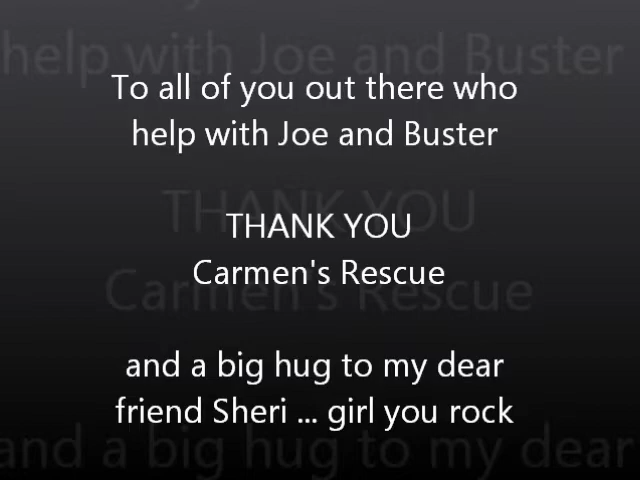 To all of you out there who
help with Joe and Buster
THANK YOU
Carmen's Rescue
and a big hug to my dear
friend Sheri ... girl you rock